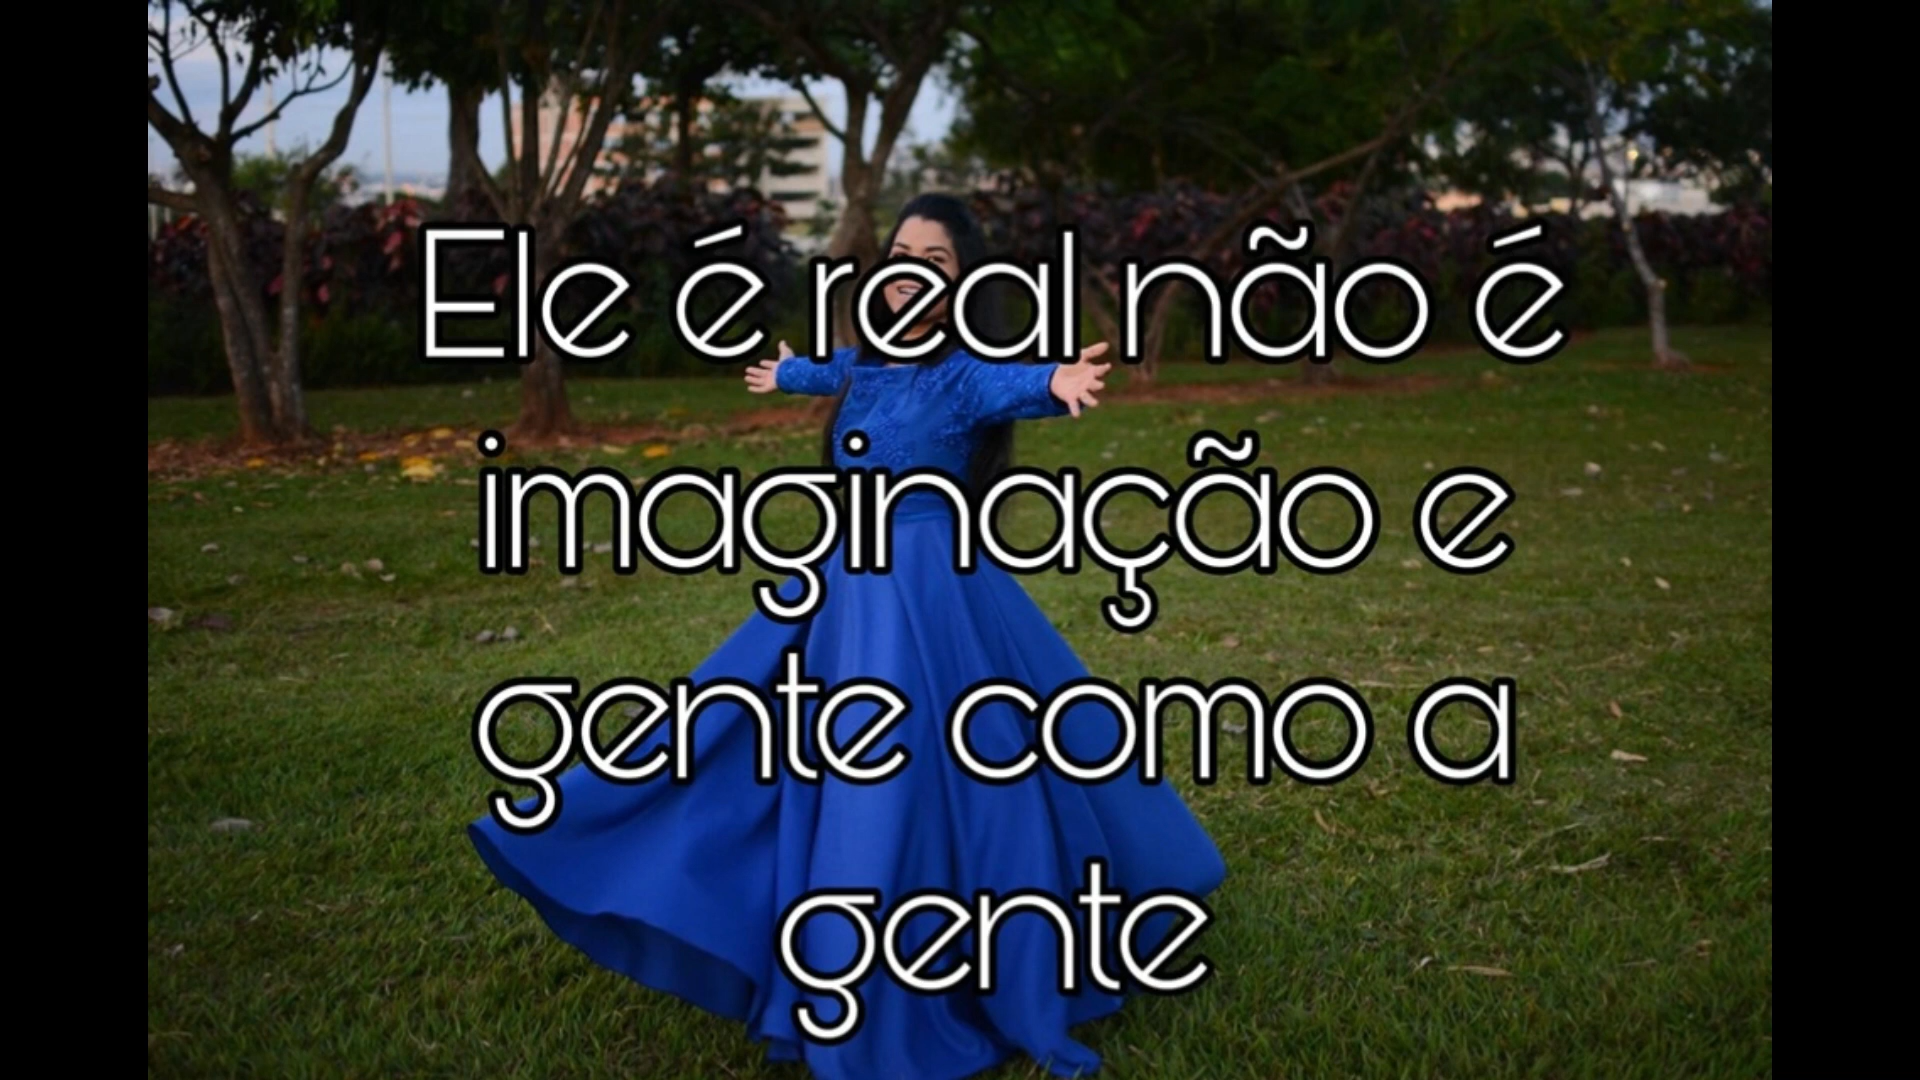 Ele é real não é
imaginação e
gente como a
gente